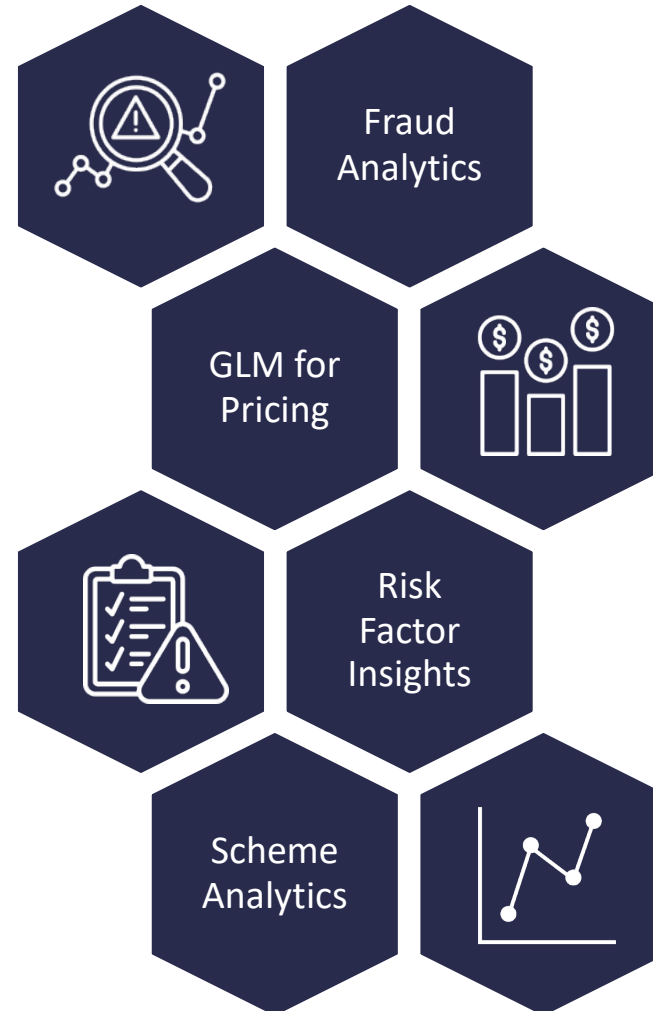 Fraud
Analytics
$
$
$
GLM for
Pricing
Risk
Factor
Insights
Scheme
Analytics